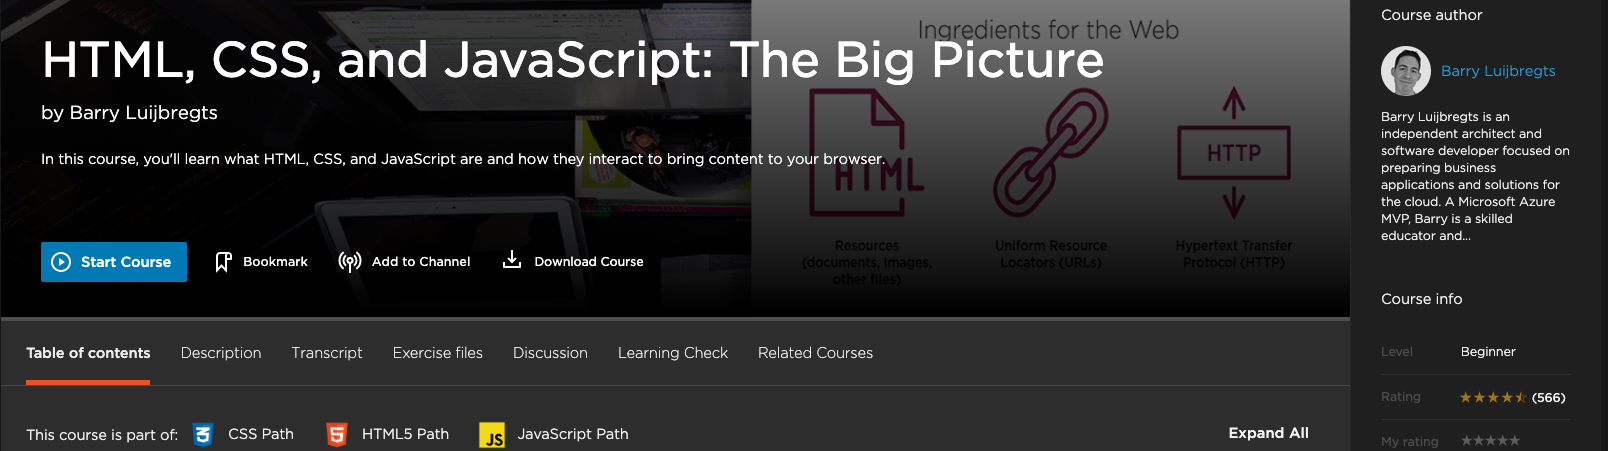 Ingredients for the Web
HTML, CSS, and JavaScript: The Big Picture
by Barry Luijbregts
In this course, you'll learn what HTML, CSS, and JavaScript are and how they interact to bring content to your browser.
HTML
HTTP
Resources
(documents, images,
other files)
Uniform Resource
Locators (URLs)
Hypertext Transfer
Protocol (HTTP)
Start Course
Bookmark
Add to Channel
Download Course
Table of contents
Description
Transcript
Exercise files
Discussion
Learning Check
Related Courses
This course is part of:
CSS Path
5
HTML5 Path
JS
JavaScript Path
Expand All
Course author
Barry Luijbregts
Barry Luijbregts is an
independent architect and
software developer focused on
preparing business
applications and solutions for
the cloud. A Microsoft Azure
MVP, Barry is a skilled
educator and...
Course info
Level Beginner
Rating ★★★★⯪ (566)
My rating ★★★★★